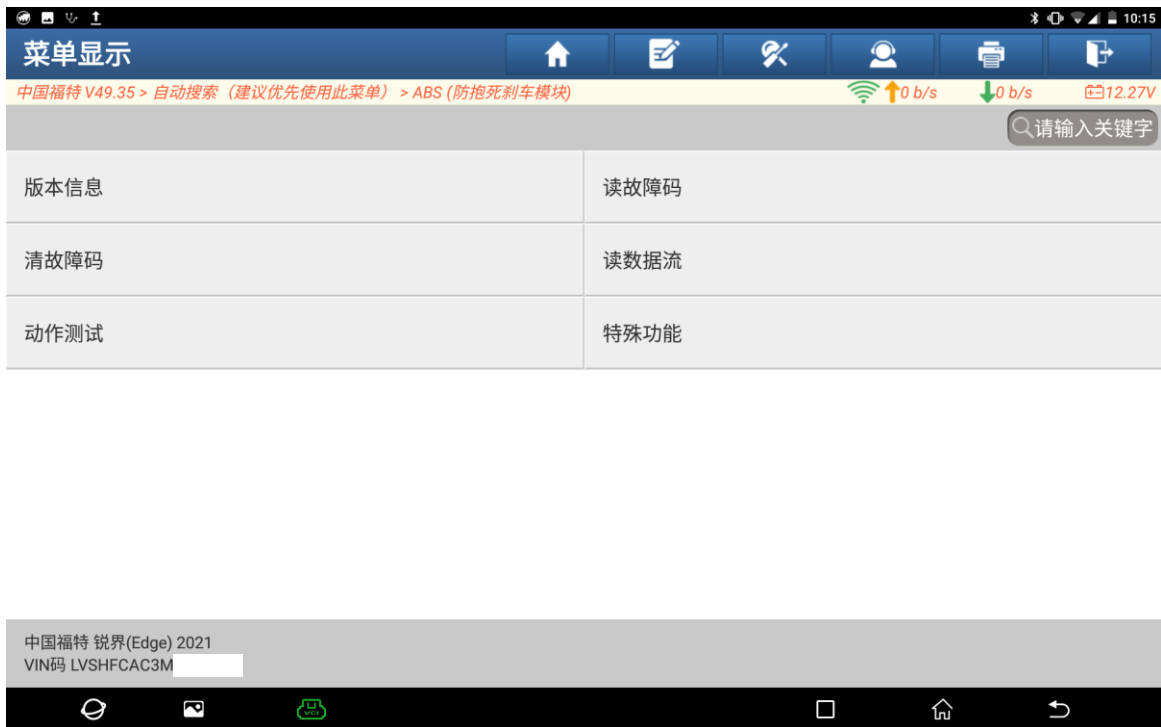 10:15
菜单显示
中国福特 V49.35 > 自动搜索（建议优先使用此菜单） > ABS (防抱死刹车模块)
0 b/s
0 b/s
12.27V
请输入关键字
版本信息
读故障码
清故障码
读数据流
动作测试
特殊功能
中国福特 锐界(Edge) 2021
VIN码 LVSHFCAC3M
VCI